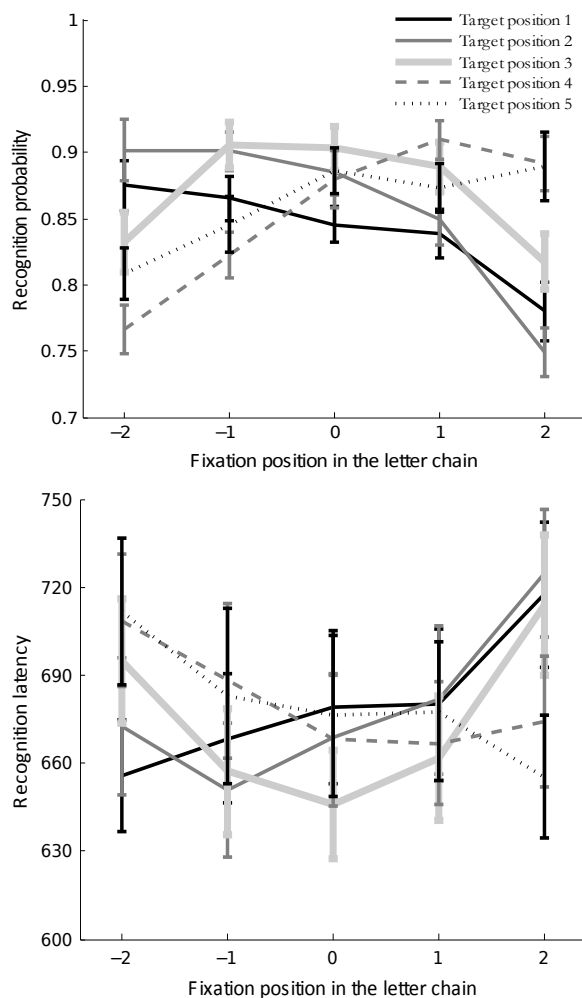 1
Target position 1
Target position 2
0.95
Target position 3
Target position 4
Target position 5
0.9
Recognition probability
0.85
0.8
0.75
0.7
−2 −1 0 1 2
Fixation position in the letter chain
750
720
690
Recognition latency
660
630
600
−2 −1 0 1 2
Fixation position in the letter chain